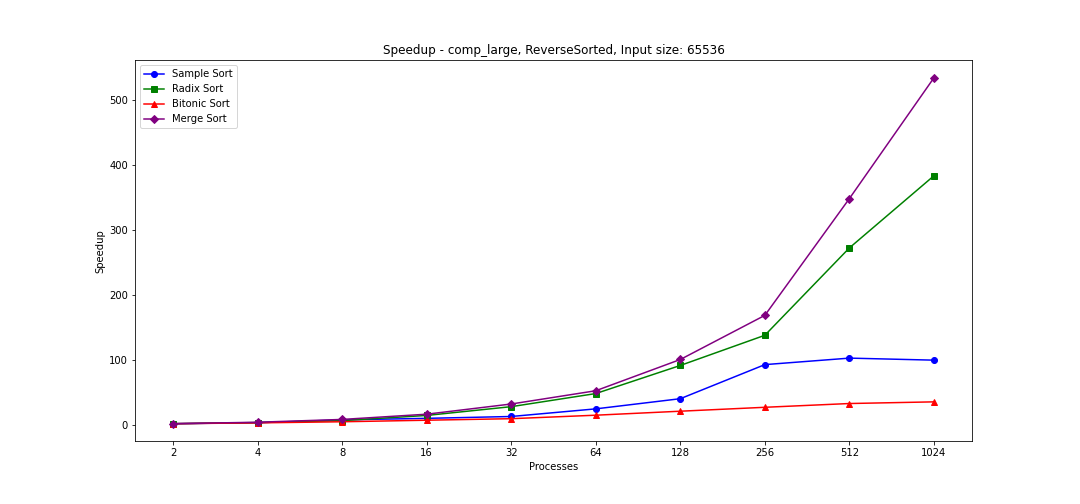 Speedup - comp_large, ReverseSorted, Input size: 65536
Sample Sort
Radix Sort
Bitonic Sort
Merge Sort
500
400
300
200
100
0
Speedup
2 4 8 16 32 64 128 256 512 1024
Processes